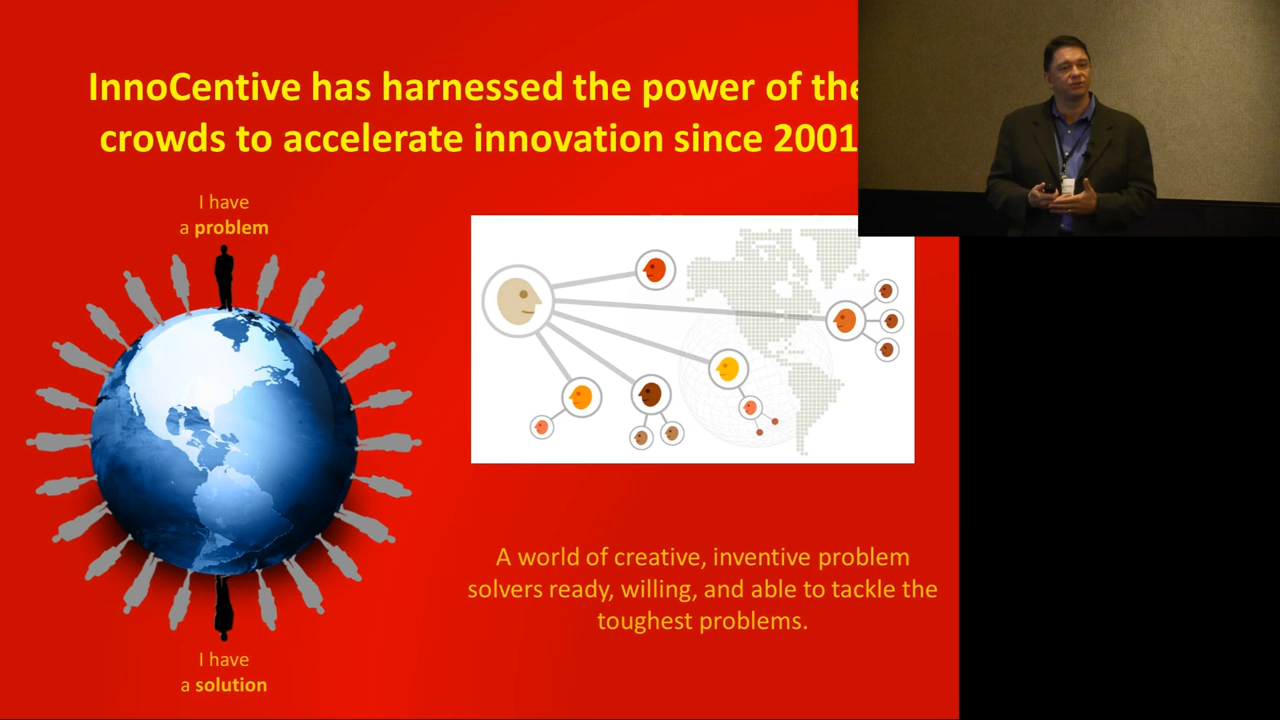 InnoCentive has harnessed the power of the
crowds to accelerate innovation since 2001
I have
a problem
I have
a solution
A world of creative, inventive problem
solvers ready, willing, and able to tackle the
toughest problems.